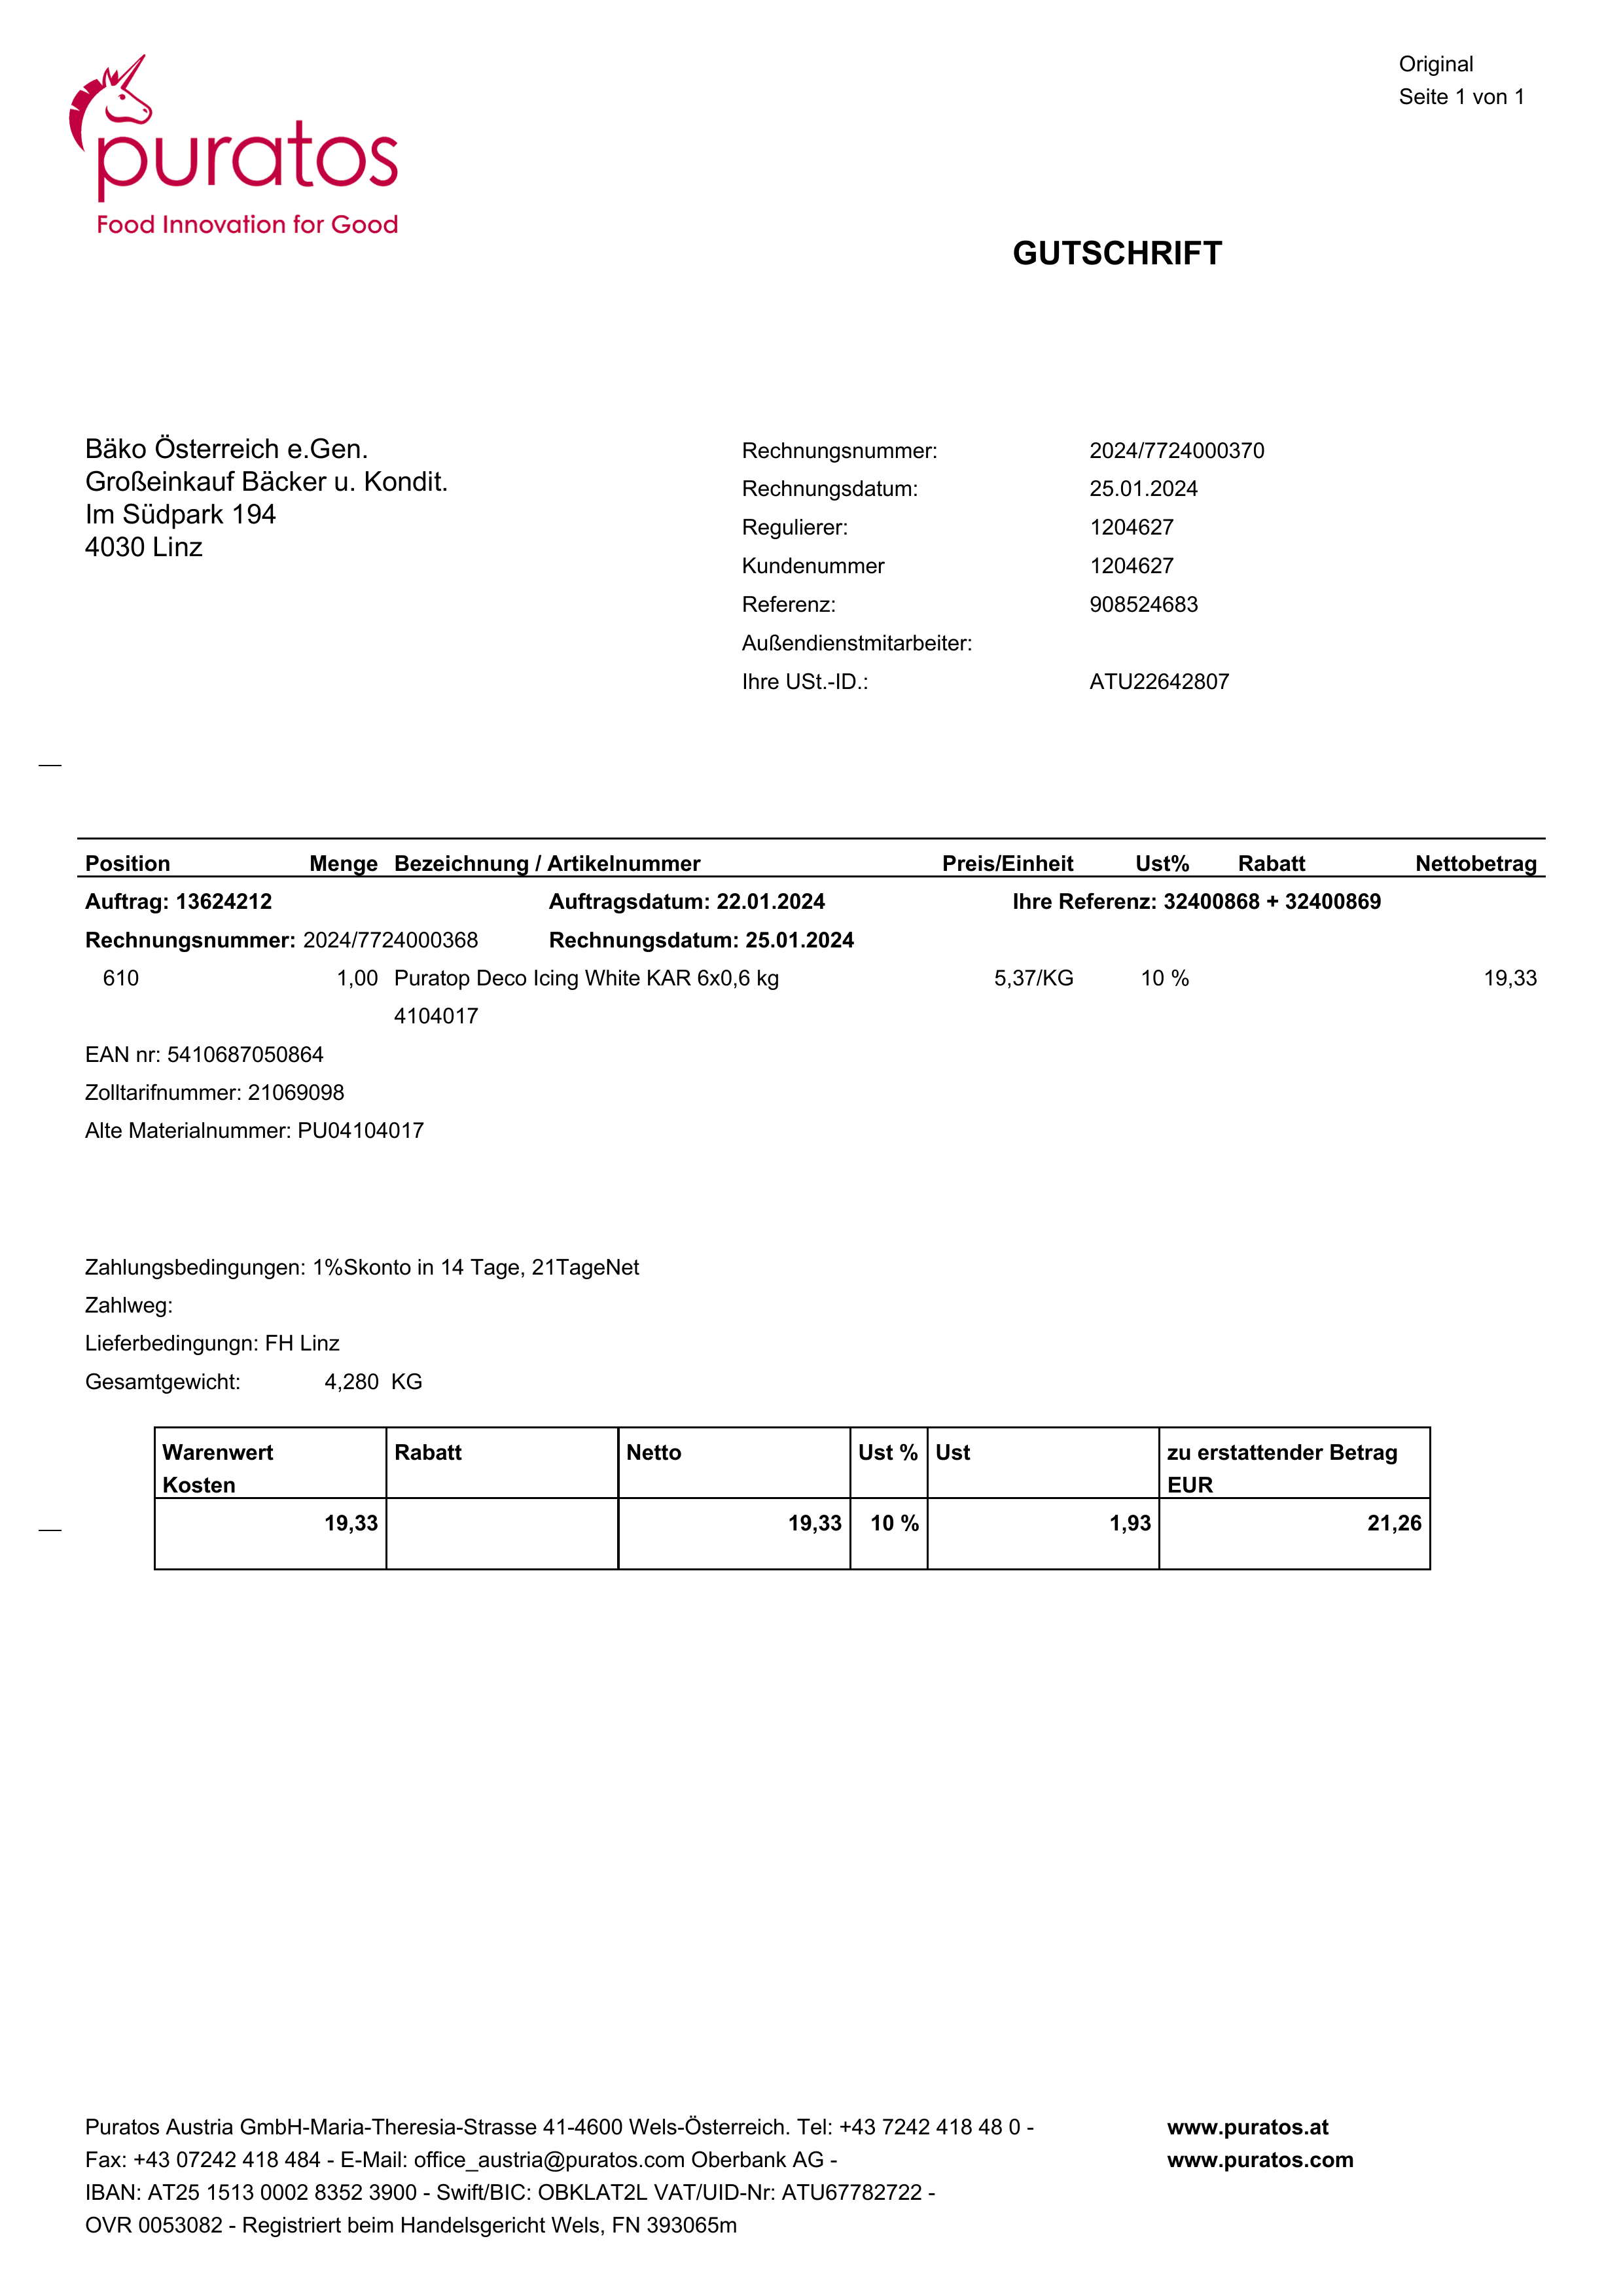 Original
Seite 1 von 1
puratos
Food Innovation for Good
GUTSCHRIFT
Bäko Österreich e.Gen.
Großeinkauf Bäcker u. Kondit.
Im Südpark 194
4030 Linz
Rechnungsnummer: 2024/7724000370
Rechnungsdatum: 25.01.2024
Regulierer: 1204627
Kundenummer 1204627
Referenz: 908524683
Außendienstmitarbeiter:
Ihre USt.-ID.: ATU22642807
Position Menge Bezeichnung / Artikelnummer Preis/Einheit Ust% Rabatt Nettobetrag
Auftrag: 13624212 Auftragsdatum: 22.01.2024 Ihre Referenz: 32400868 + 32400869
Rechnungsnummer: 2024/7724000368 Rechnungsdatum: 25.01.2024
610 1,00 Puratop Deco Icing White KAR 6x0,6 kg 5,37/KG 10 % 19,33
4104017
EAN nr: 5410687050864
Zolltarifnummer: 21069098
Alte Materialnummer: PU04104017
Zahlungsbedingungen: 1%Skonto in 14 Tage, 21TageNet
Zahlweg:
Lieferbedingungn: FH Linz
Gesamtgewicht: 4,280 KG
Warenwert Rabatt Netto Ust % Ust zu erstattender Betrag
Kosten EUR
19,33 19,33 10 % 1,93 21,26
Puratos Austria GmbH-Maria-Theresia-Strasse 41-4600 Wels-Österreich. Tel: +43 7242 418 48 0 - www.puratos.at
Fax: +43 07242 418 484 - E-Mail: office_austria@puratos.com Oberbank AG - www.puratos.com
IBAN: AT25 1513 0002 8352 3900 - Swift/BIC: OBKLAT2L VAT/UID-Nr: ATU67782722 -
OVR 0053082 - Registriert beim Handelsgericht Wels, FN 393065m